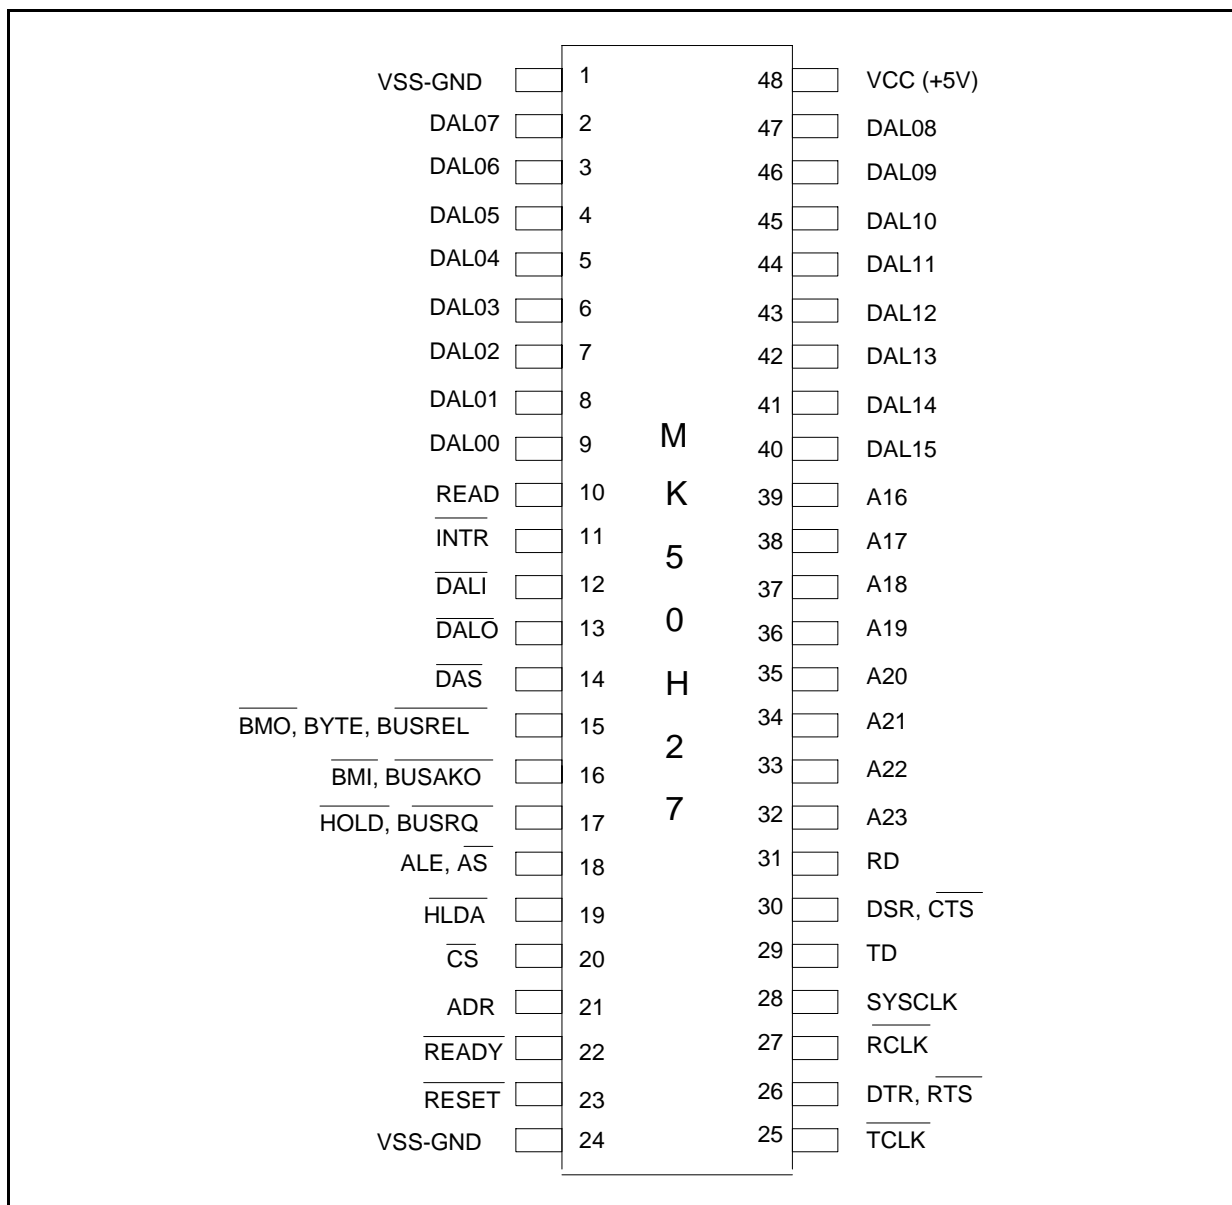 VSS-GND 1 48 VCC (+5V)
DAL07 2 47 DAL08
DAL06 3 46 DAL09
DAL05 4 45 DAL10
DAL04 5 44 DAL11
DAL03 6 43 DAL12
DAL02 7 42 DAL13
DAL01 8 41 DAL14
DAL00 9 40 DAL15
READ 10 39 A16
INTR 11 38 A17
DALI 12 37 A18
DALO 13 36 A19
DAS 14 35 A20
BMO, BYTE, BUSREL 15 34 A21
BMI, BUSAKO 16 33 A22
HOLD, BUSRQ 17 32 A23
ALE, AS 18 31 RD
HLDA 19 30 DSR, CTS
CS 20 29 TD
ADR 21 28 SYSCLK
READY 22 27 RCLK
RESET 23 26 DTR, RTS
VSS-GND 24 25 TCLK
M
K
5
0
H
2
7